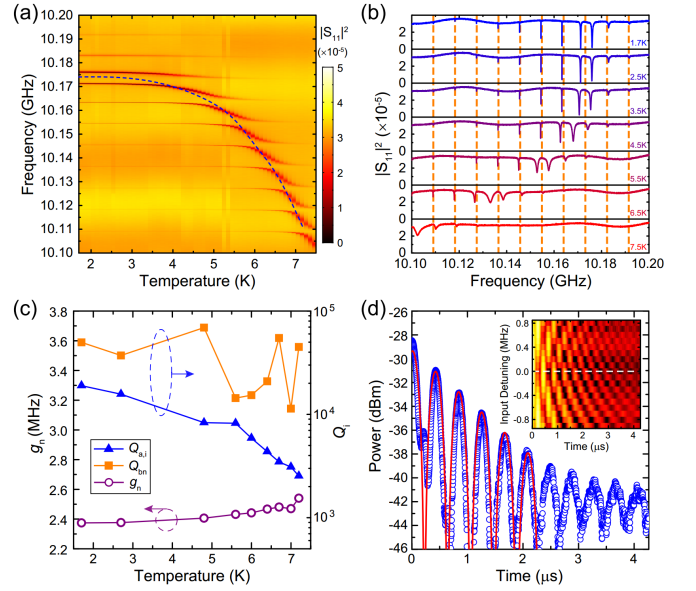 (a)
10.20
10.19
10.18
10.17
10.16
10.15
10.14
10.13
10.12
10.11
10.10
Frequency (GHz)
2 3 4 5 6 7
Temperature (K)
|S11|²
(×10⁻⁵)
5
4
3
2
1
0
(b)
|S11|² (×10⁻⁵)
2
0
2
0
2
0
2
0
2
0
2
0
2
0
1.7K
2.5K
3.5K
4.5K
5.5K
6.5K
7.5K
10.10 10.12 10.14 10.16 10.18 10.20
Frequency (GHz)
(c)
3.8
3.6
3.4
3.2
3.0
2.8
2.6
2.4
2.2
gn (MHz)
10⁵
10⁴
10³
Qi
Qa,i
Qbn
gn
2 3 4 5 6 7
Temperature (K)
(d)
-26
-28
-30
-32
-34
-36
-38
-40
-42
-44
-46
Power (dBm)
0 1 2 3 4
Time (μs)
Input Detuning (MHz)
0.8
0.4
0.0
-0.4
-0.8
0 1 2 3 4
Time (μs)